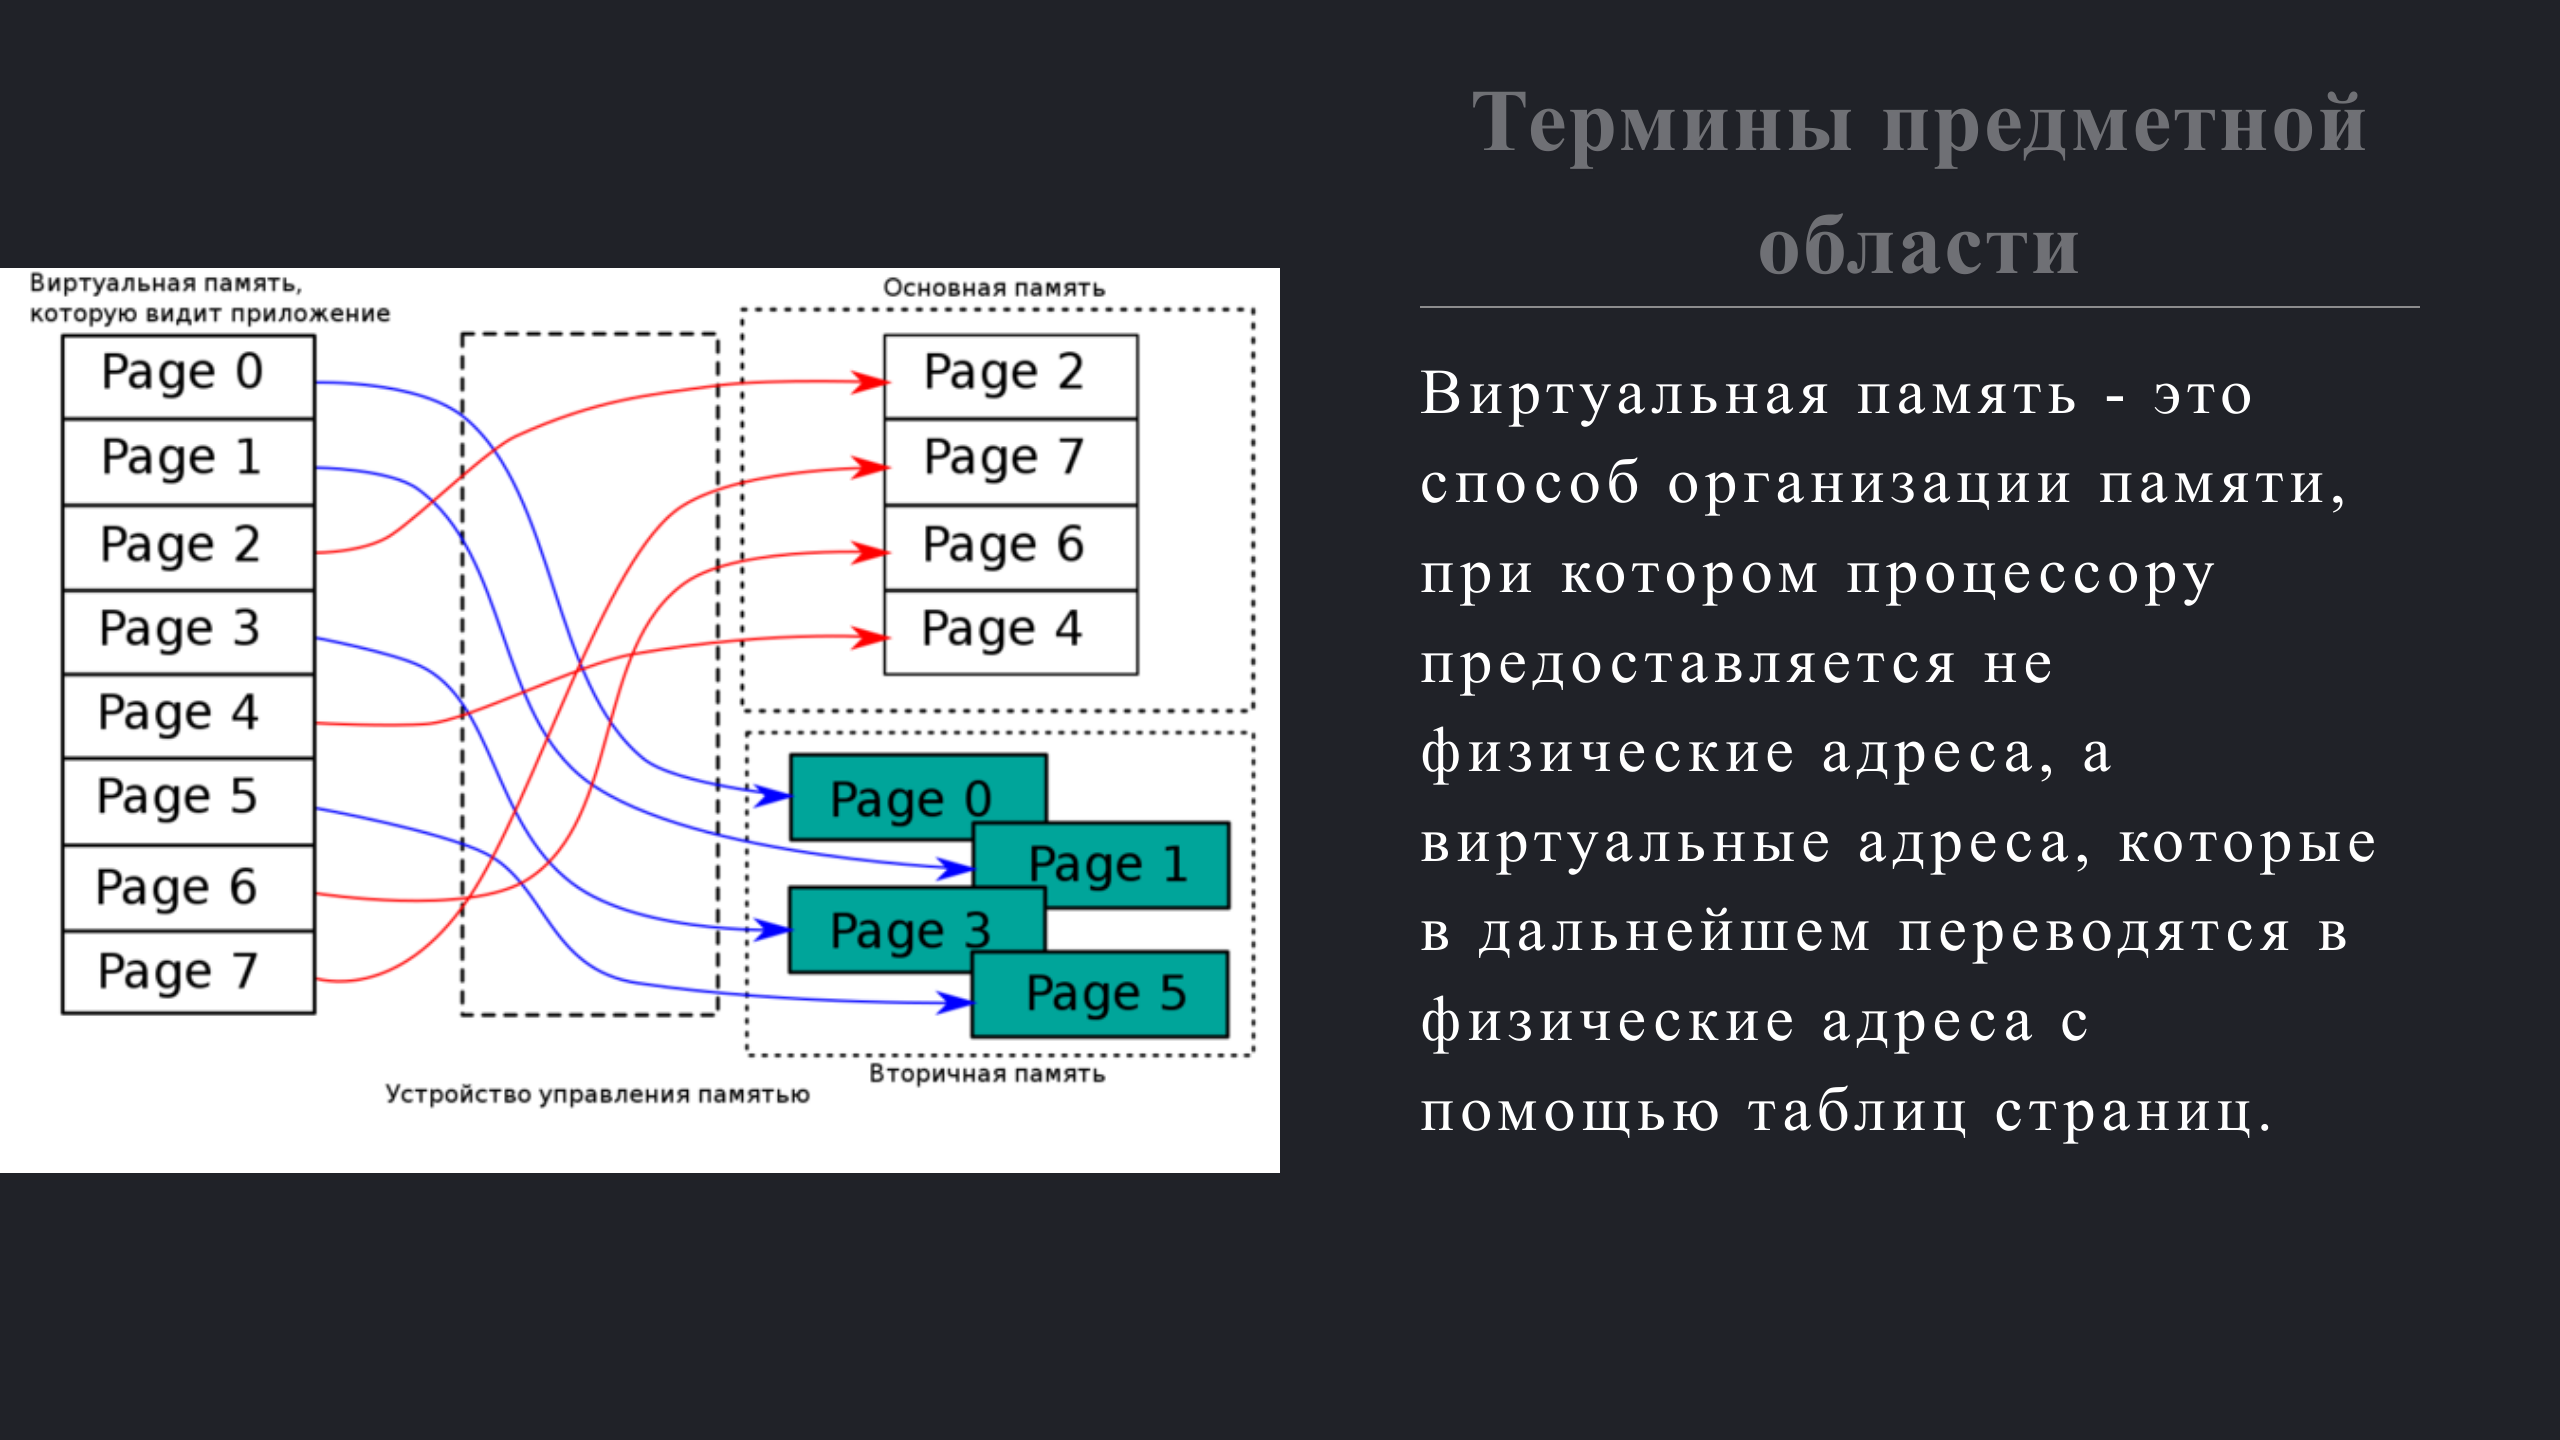 Термины предметной
области
Виртуальная память - это
способ организации памяти,
при котором процессору
предоставляется не
физические адреса, а
виртуальные адреса, которые
в дальнейшем переводятся в
физические адреса с
помощью таблиц страниц.
Виртуальная память,
которую видит приложение
Page 0
Page 1
Page 2
Page 3
Page 4
Page 5
Page 6
Page 7
Устройство управления памятью
Основная память
Page 2
Page 7
Page 6
Page 4
Page 0
Page 1
Page 3
Page 5
Вторичная память